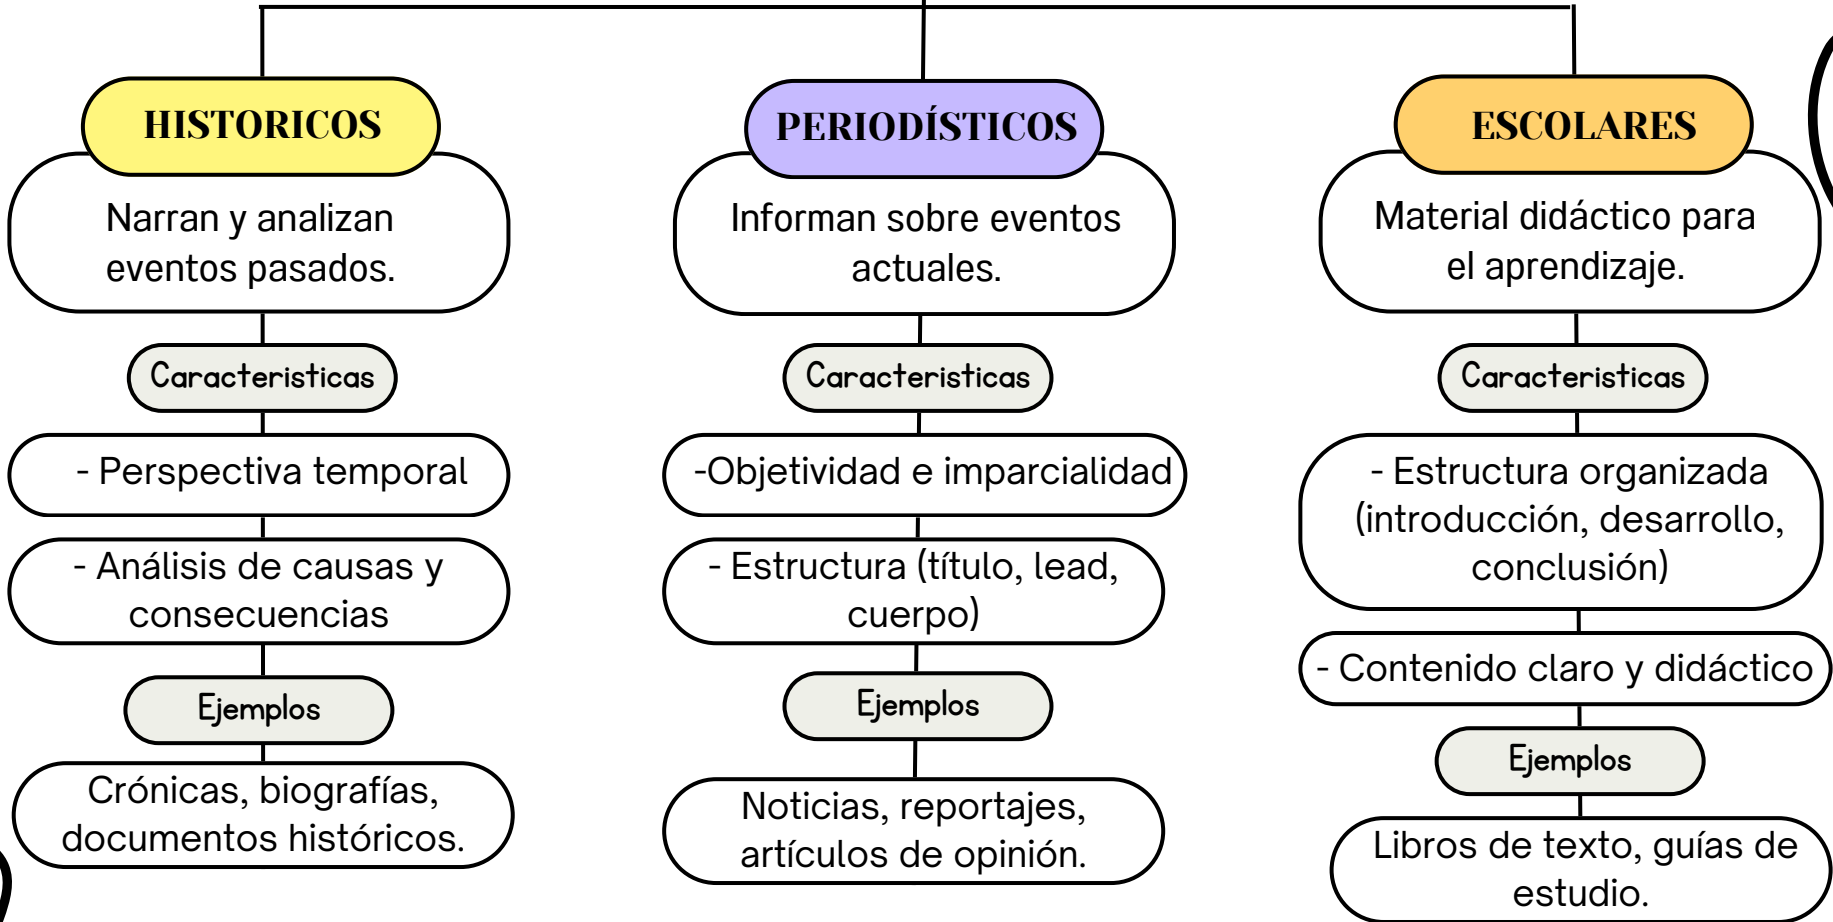 HISTORICOS
Narran y analizan
eventos pasados.
Caracteristicas
- Perspectiva temporal
- Análisis de causas y
consecuencias
Ejemplos
Crónicas, biografías,
documentos históricos.
PERIODÍSTICOS
Informan sobre eventos
actuales.
Caracteristicas
-Objetividad e imparcialidad
- Estructura (título, lead,
cuerpo)
Ejemplos
Noticias, reportajes,
artículos de opinión.
ESCOLARES
Material didáctico para
el aprendizaje.
Caracteristicas
- Estructura organizada
(introducción, desarrollo,
conclusión)
- Contenido claro y didáctico
Ejemplos
Libros de texto, guías de
estudio.